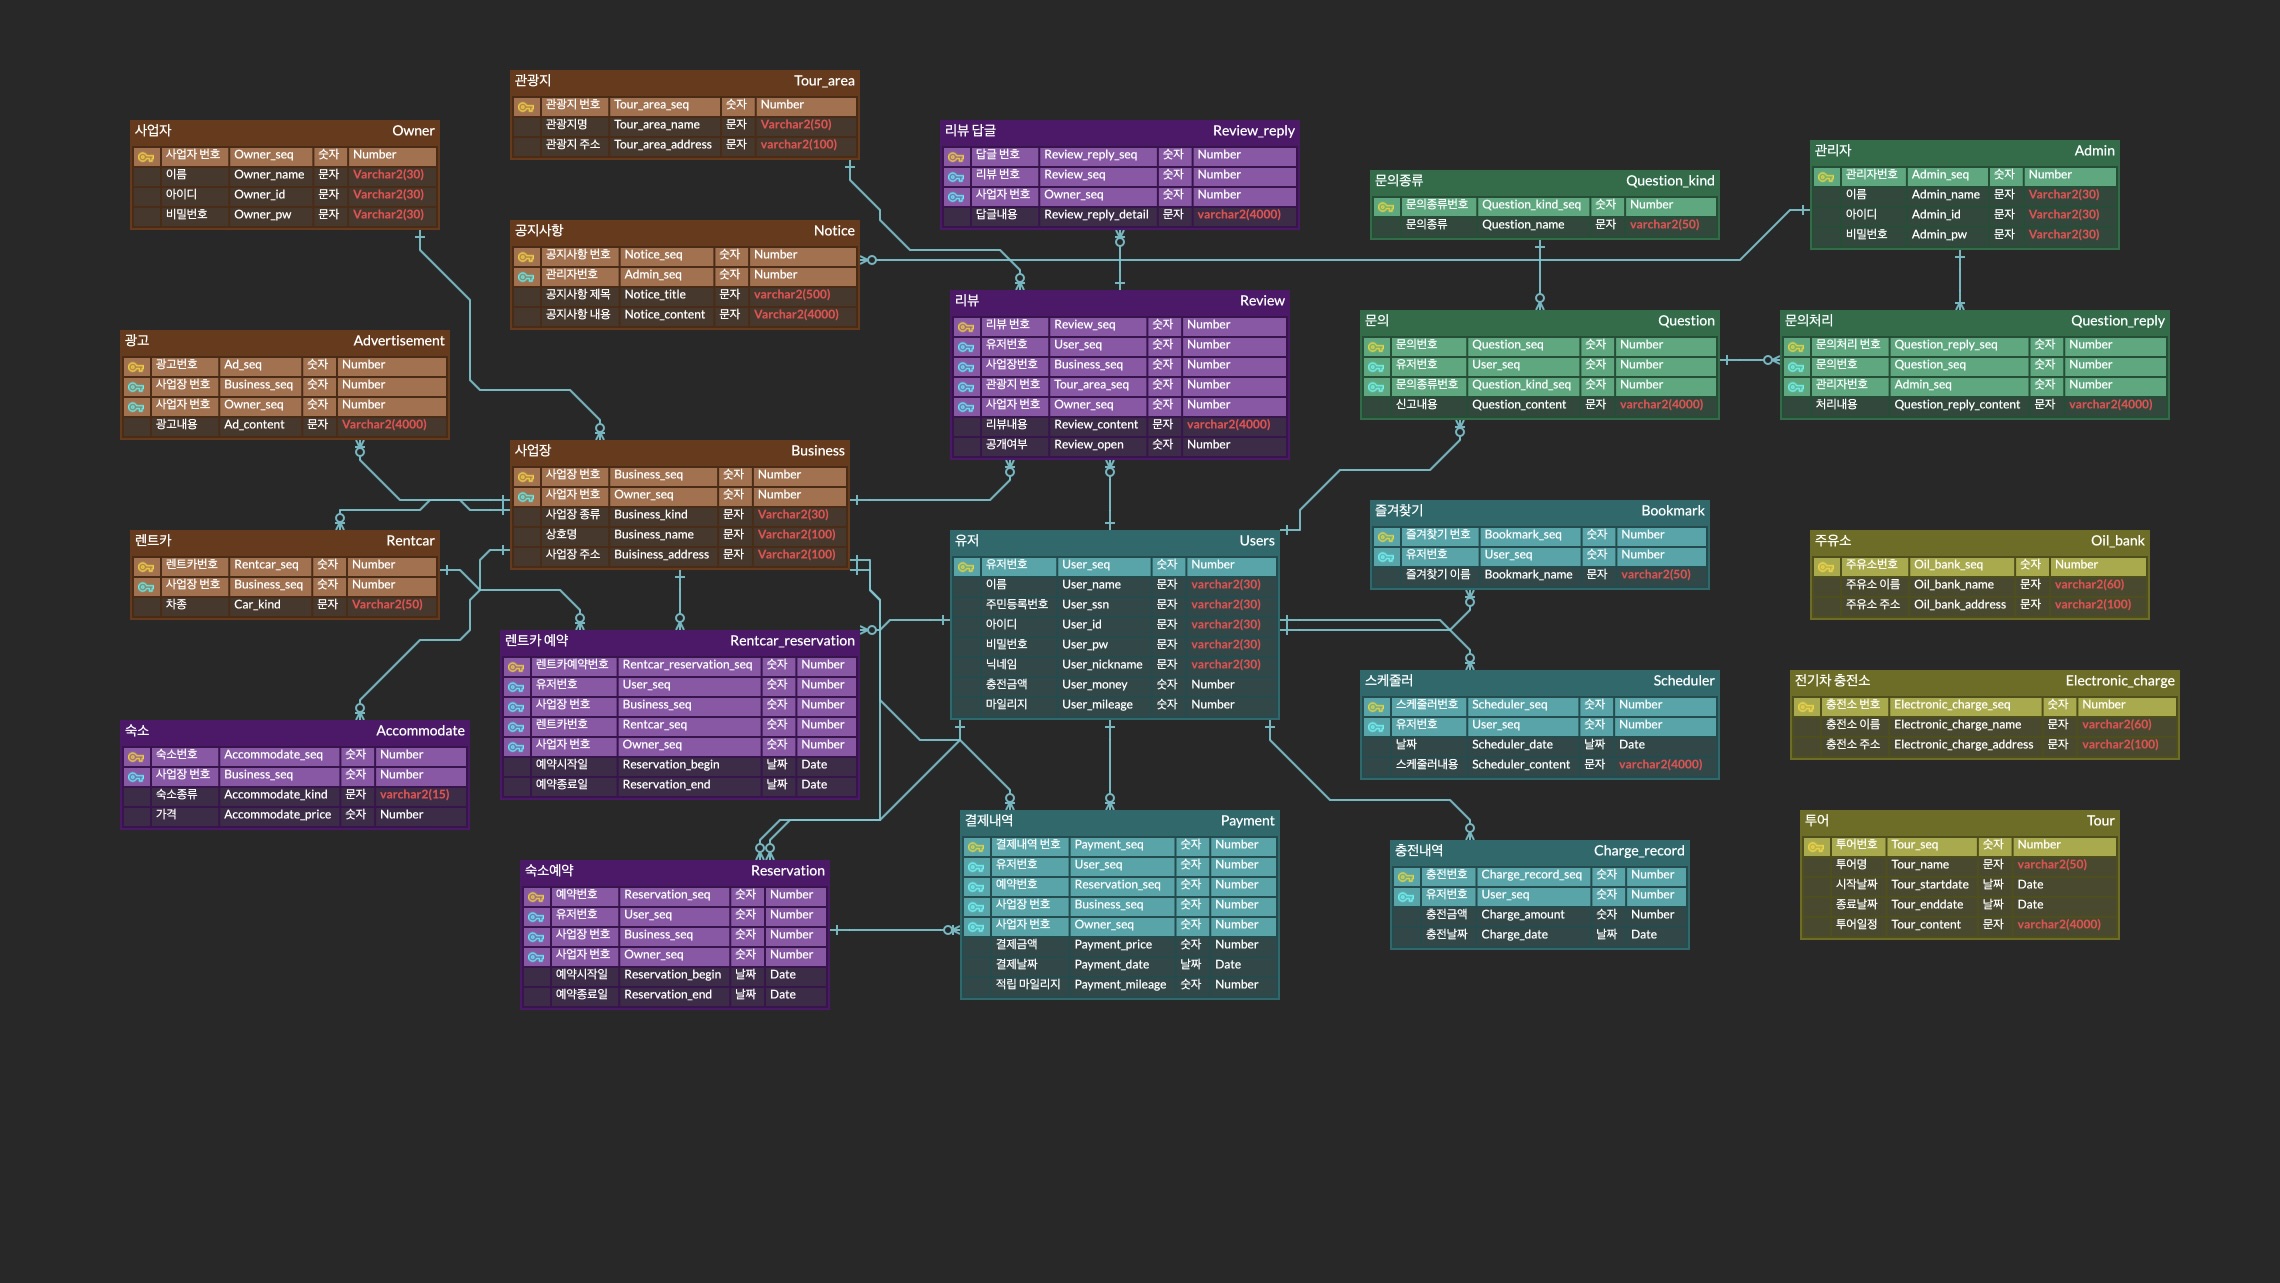 관광지 Tour_area
관광지 번호 Tour_area_seq 숫자 Number
관광지명 Tour_area_name 문자 Varchar2(50)
관광지 주소 Tour_area_address 문자 varchar2(100)
사업자 Owner
사업자 번호 Owner_seq 숫자 Number
이름 Owner_name 문자 Varchar2(30)
아이디 Owner_id 문자 Varchar2(30)
비밀번호 Owner_pw 문자 Varchar2(30)
리뷰 답글 Review_reply
답글 번호 Review_reply_seq 숫자 Number
리뷰 번호 Review_seq 숫자 Number
사업자 번호 Owner_seq 숫자 Number
답글내용 Review_reply_detail 문자 varchar2(4000)
문의종류 Question_kind
문의종류번호 Question_kind_seq 숫자 Number
문의종류 Question_name 문자 varchar2(50)
관리자 Admin
관리자번호 Admin_seq 숫자 Number
이름 Admin_name 문자 Varchar2(30)
아이디 Admin_id 문자 Varchar2(30)
비밀번호 Admin_pw 문자 Varchar2(30)
공지사항 Notice
공지사항 번호 Notice_seq 숫자 Number
관리자번호 Admin_seq 숫자 Number
공지사항 제목 Notice_title 문자 varchar2(500)
공지사항 내용 Notice_content 문자 Varchar2(4000)
광고 Advertisement
광고번호 Ad_seq 숫자 Number
사업장 번호 Business_seq 숫자 Number
사업자 번호 Owner_seq 숫자 Number
광고내용 Ad_content 문자 Varchar2(4000)
리뷰 Review
리뷰 번호 Review_seq 숫자 Number
유저번호 User_seq 숫자 Number
사업장번호 Business_seq 숫자 Number
관광지 번호 Tour_area_seq 숫자 Number
사업자 번호 Owner_seq 숫자 Number
리뷰내용 Review_content 문자 varchar2(4000)
공개여부 Review_open 숫자 Number
문의 Question
문의번호 Question_seq 숫자 Number
유저번호 User_seq 숫자 Number
문의종류번호 Question_kind_seq 숫자 Number
신고내용 Question_content 문자 varchar2(4000)
문의처리 Question_reply
문의처리 번호 Question_reply_seq 숫자 Number
문의번호 Question_seq 숫자 Number
관리자번호 Admin_seq 숫자 Number
처리내용 Question_reply_content 문자 varchar2(4000)
사업장 Business
사업장 번호 Business_seq 숫자 Number
사업자 번호 Owner_seq 숫자 Number
사업장 종류 Business_kind 문자 Varchar2(30)
상호명 Business_name 문자 Varchar2(100)
사업장 주소 Buisiness_address 문자 Varchar2(100)
렌트카 Rentcar
렌트카번호 Rentcar_seq 숫자 Number
사업장 번호 Business_seq 숫자 Number
차종 Car_kind 문자 Varchar2(50)
유저 Users
유저번호 User_seq 숫자 Number
이름 User_name 문자 varchar2(30)
주민등록번호 User_ssn 문자 varchar2(30)
아이디 User_id 문자 varchar2(30)
비밀번호 User_pw 문자 varchar2(30)
닉네임 User_nickname 문자 varchar2(30)
충전금액 User_money 숫자 Number
마일리지 User_mileage 숫자 Number
즐겨찾기 Bookmark
즐겨찾기 번호 Bookmark_seq 숫자 Number
유저번호 User_seq 숫자 Number
즐겨찾기 이름 Bookmark_name 문자 varchar2(50)
주유소 Oil_bank
주유소번호 Oil_bank_seq 숫자 Number
주유소 이름 Oil_bank_name 문자 varchar2(60)
주유소 주소 Oil_bank_address 문자 varchar2(100)
렌트카 예약 Rentcar_reservation
렌트카예약번호 Rentcar_reservation_seq 숫자 Number
유저번호 User_seq 숫자 Number
사업장 번호 Business_seq 숫자 Number
렌트카번호 Rentcar_seq 숫자 Number
사업자 번호 Owner_seq 숫자 Number
예약시작일 Reservation_begin 날짜 Date
예약종료일 Reservation_end 날짜 Date
스케줄러 Scheduler
스케줄러번호 Scheduler_seq 숫자 Number
유저번호 User_seq 숫자 Number
날짜 Scheduler_date 날짜 Date
스케줄러내용 Scheduler_content 문자 varchar2(4000)
전기차 충전소 Electronic_charge
충전소 번호 Electronic_charge_seq 숫자 Number
충전소 이름 Electronic_charge_name 문자 varchar2(60)
충전소 주소 Electronic_charge_address 문자 varchar2(100)
숙소 Accommodate
숙소번호 Accommodate_seq 숫자 Number
사업장 번호 Business_seq 숫자 Number
숙소종류 Accommodate_kind 문자 varchar2(15)
가격 Accommodate_price 숫자 Number
결제내역 Payment
결제내역 번호 Payment_seq 숫자 Number
유저번호 User_seq 숫자 Number
예약번호 Reservation_seq 숫자 Number
사업장 번호 Business_seq 숫자 Number
사업자 번호 Owner_seq 숫자 Number
결제금액 Payment_price 숫자 Number
결제날짜 Payment_date 날짜 Date
적립 마일리지 Payment_mileage 숫자 Number
투어 Tour
투어번호 Tour_seq 숫자 Number
투어명 Tour_name 문자 varchar2(50)
시작날짜 Tour_startdate 날짜 Date
종료날짜 Tour_enddate 날짜 Date
투어일정 Tour_content 문자 varchar2(4000)
충전내역 Charge_record
충전번호 Charge_record_seq 숫자 Number
유저번호 User_seq 숫자 Number
충전금액 Charge_amount 숫자 Number
충전날짜 Charge_date 날짜 Date
숙소예약 Reservation
예약번호 Reservation_seq 숫자 Number
유저번호 User_seq 숫자 Number
사업장 번호 Business_seq 숫자 Number
사업자 번호 Owner_seq 숫자 Number
예약시작일 Reservation_begin 날짜 Date
예약종료일 Reservation_end 날짜 Date